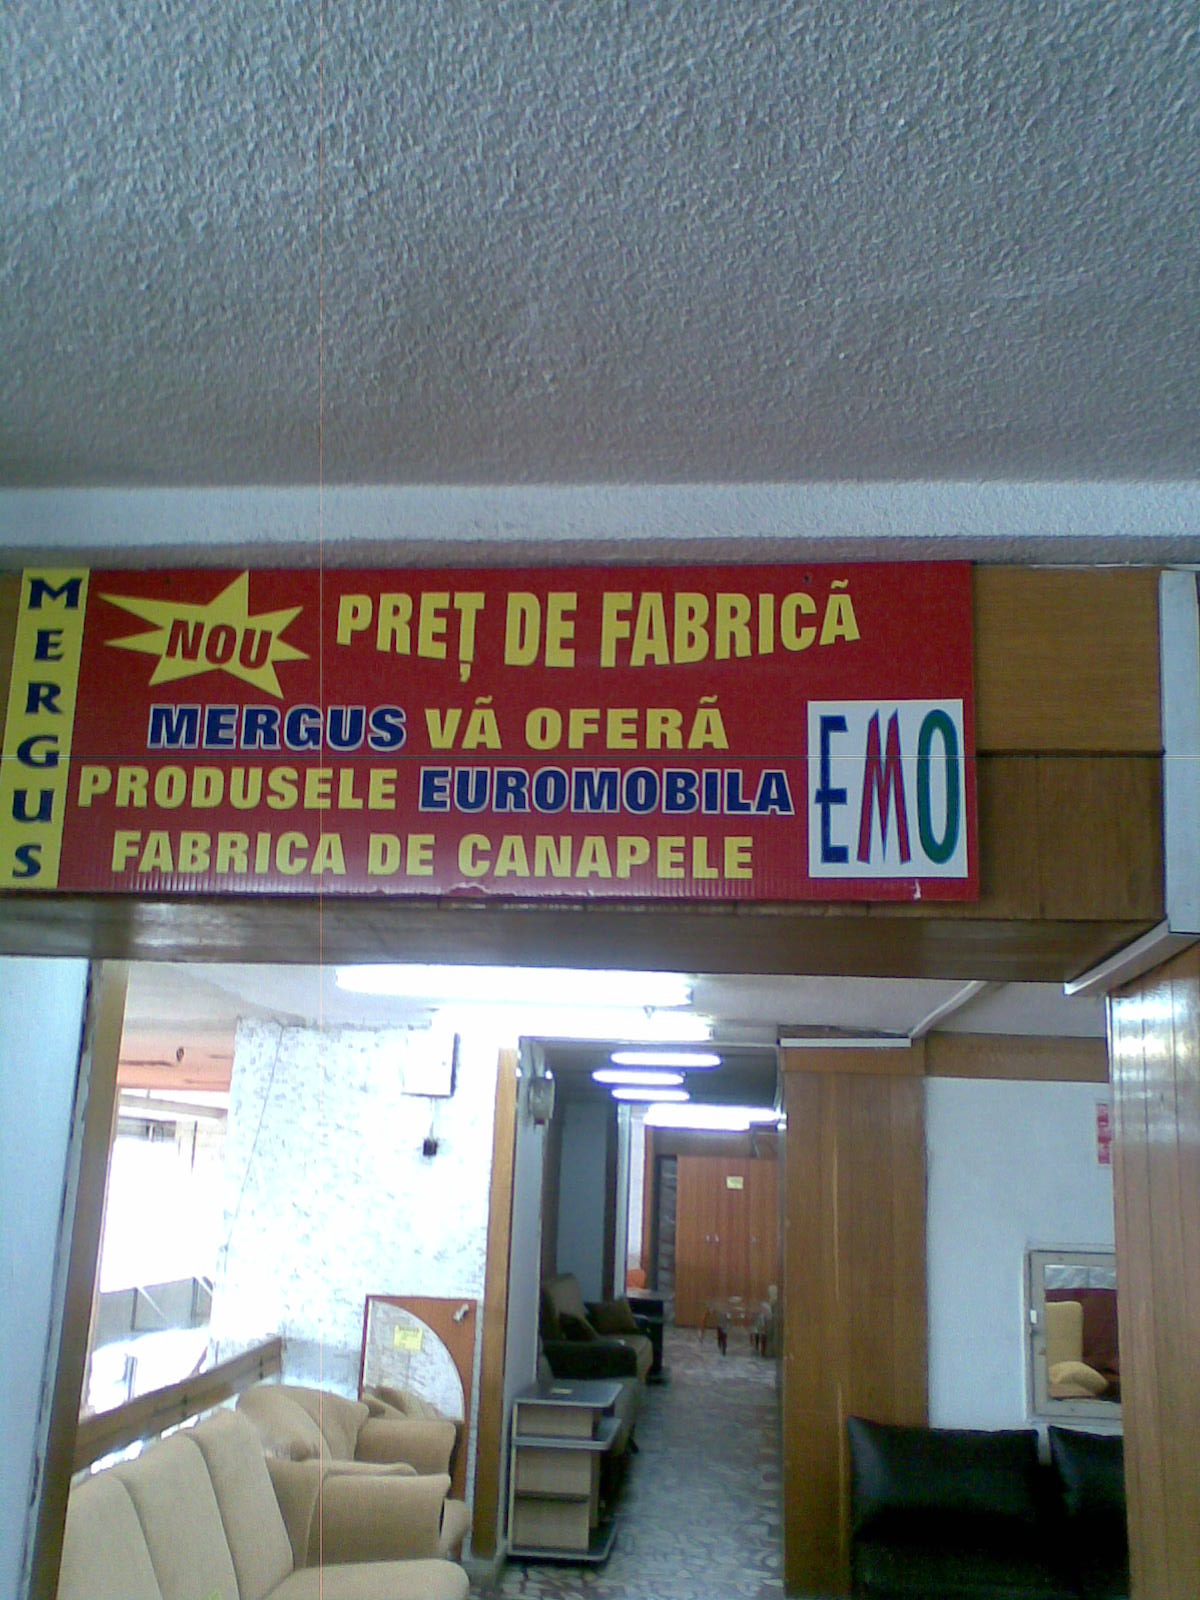 MERGUS
NOU
PREȚ DE FABRICÃ
MERGUS VÃ OFERÃ
PRODUSELE EUROMOBILA
FABRICA DE CANAPELE
EMO